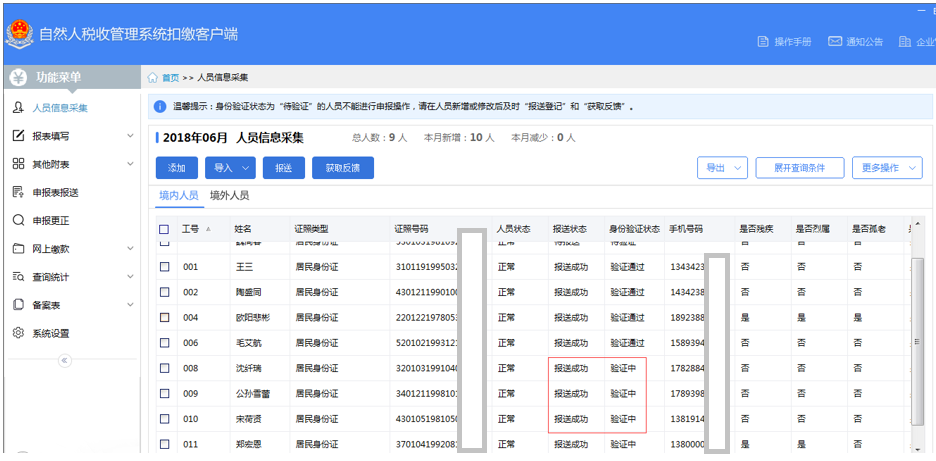 自然人税收管理系统扣缴客户端
操作手册 通知公告 企业
功能菜单
首页 >> 人员信息采集
人员信息采集
报表填写
其他附表
申报表报送
申报更正
网上缴款
查询统计
备案表
系统设置
温馨提示:身份验证状态为“待验证”的人员不能进行申报操作,请在人员新增或修改后及时“报送登记”和“获取反馈”。
2018年06月 人员信息采集 总人数:9 人 本月新增:10 人 本月减少:0 人
添加 导入 报送 获取反馈 导出 展开查询条件 更多操作
境内人员 境外人员
工号 姓名 证照类型 证照号码 人员状态 报送状态 身份验证状态 手机号码 是否残疾 是否烈属 是否孤老
居民身份证 正常 待报送 待验证 否 否 否
001 王三 居民身份证 3101191995032 正常 报送成功 验证通过 1343423 否 否 否
002 陶盛同 居民身份证 4301211990100 正常 报送成功 验证通过 1434238 否 否 否
004 欧阳悲彬 居民身份证 2201221978053 正常 报送成功 验证通过 1892388 是 是 是
006 毛艾航 居民身份证 5201021993121 正常 报送成功 验证通过 1589394 否 否 否
008 沈纤瑞 居民身份证 3201031991040 正常 报送成功 验证中 1782884 否 否 否
009 公孙雪蕾 居民身份证 3401211998101 正常 报送成功 验证中 1789398 否 否 否
010 宋荷贤 居民身份证 4301051981050 正常 报送成功 验证中 1381914 否 否 否
011 郑宏恩 居民身份证 3701041992081 正常 报送成功 验证中 1380000 是 是 否